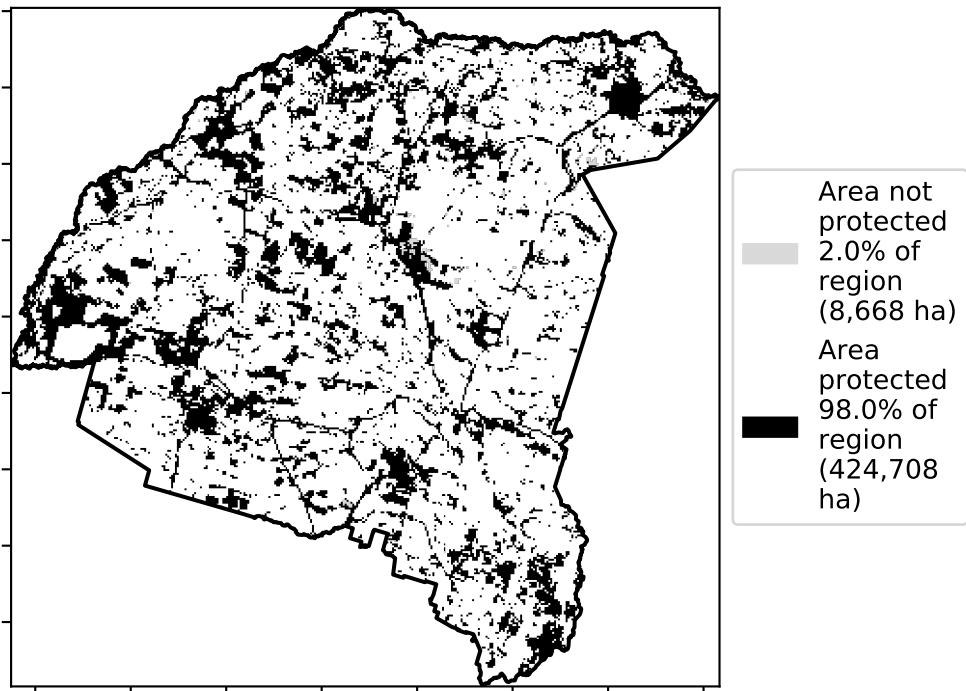 Area not
protected
2.0% of
region
(8,668 ha)
Area
protected
98.0% of
region
(424,708
ha)